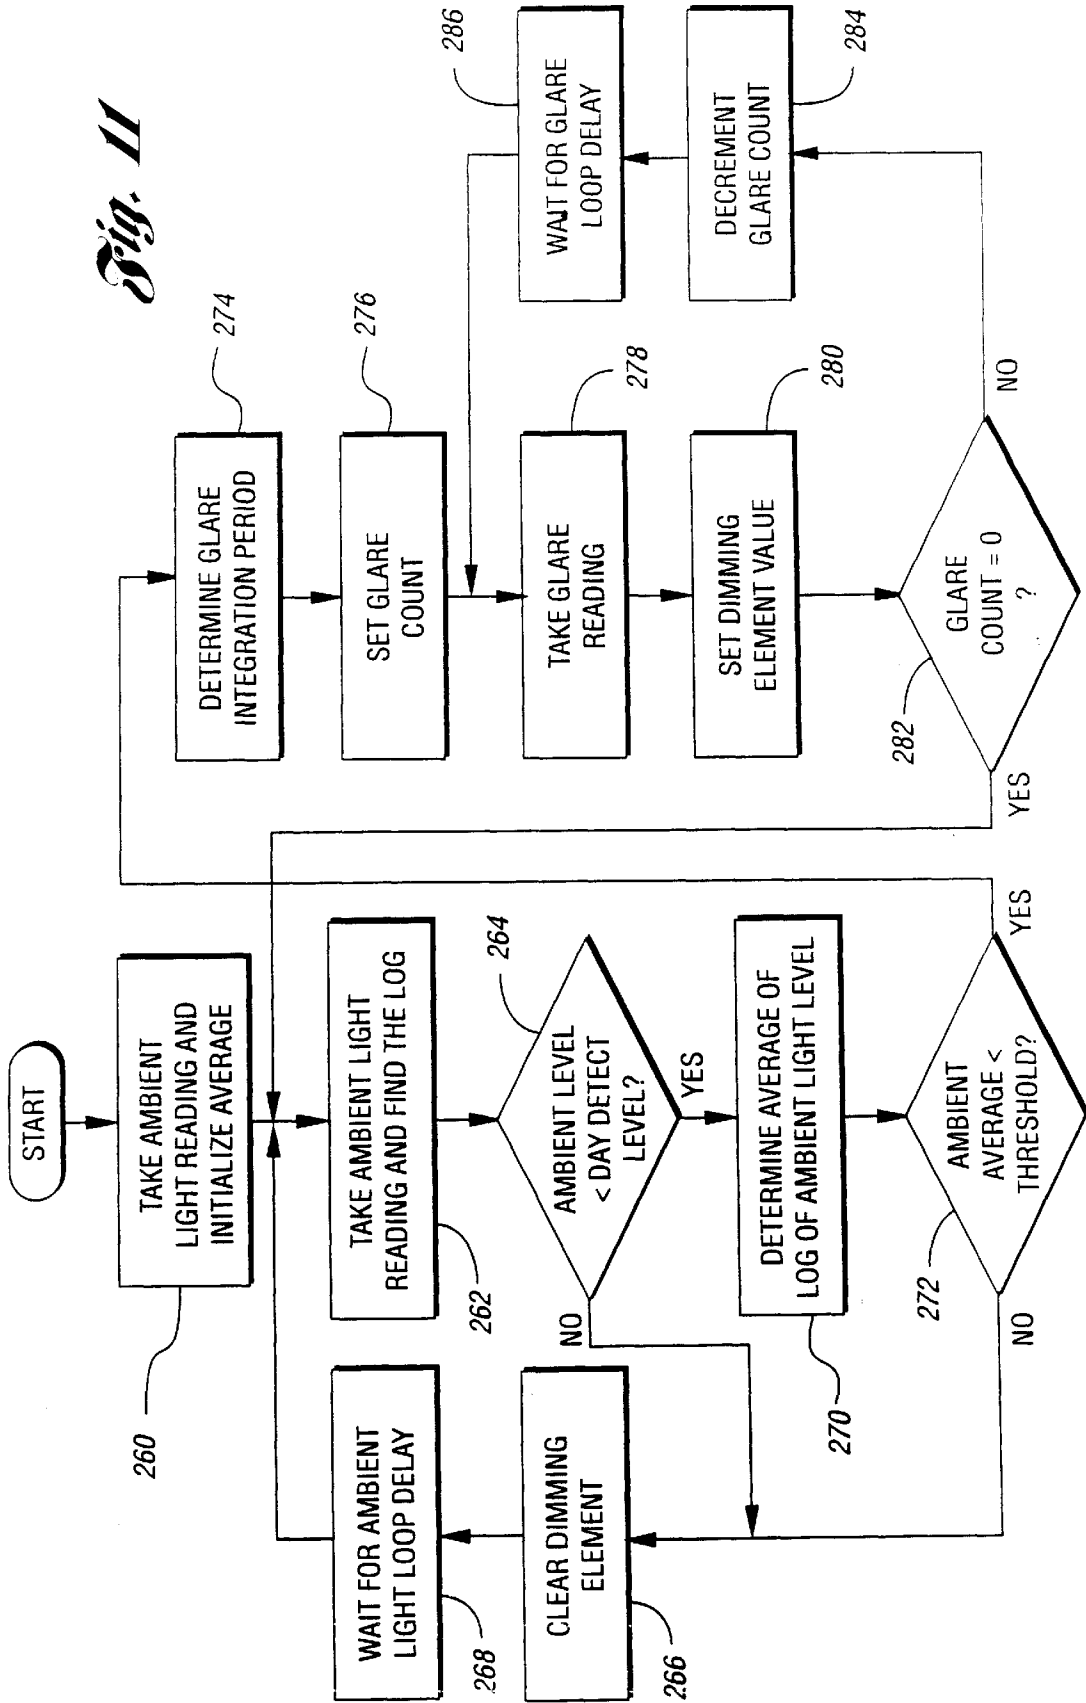 Fig. 11
START
TAKE AMBIENT
LIGHT READING AND
INITIALIZE AVERAGE
260
TAKE AMBIENT LIGHT
READING AND FIND THE LOG
262
AMBIENT LEVEL
< DAY DETECT
LEVEL?
264
YES
NO
CLEAR DIMMING
ELEMENT
266
WAIT FOR AMBIENT
LIGHT LOOP DELAY
268
DETERMINE AVERAGE OF
LOG OF AMBIENT LIGHT LEVEL
270
AMBIENT
AVERAGE <
THRESHOLD?
272
NO
YES
DETERMINE GLARE
INTEGRATION PERIOD
274
SET GLARE
COUNT
276
TAKE GLARE
READING
278
SET DIMMING
ELEMENT VALUE
280
GLARE
COUNT = 0
?
282
YES
NO
DECREMENT
GLARE COUNT
284
WAIT FOR GLARE
LOOP DELAY
286